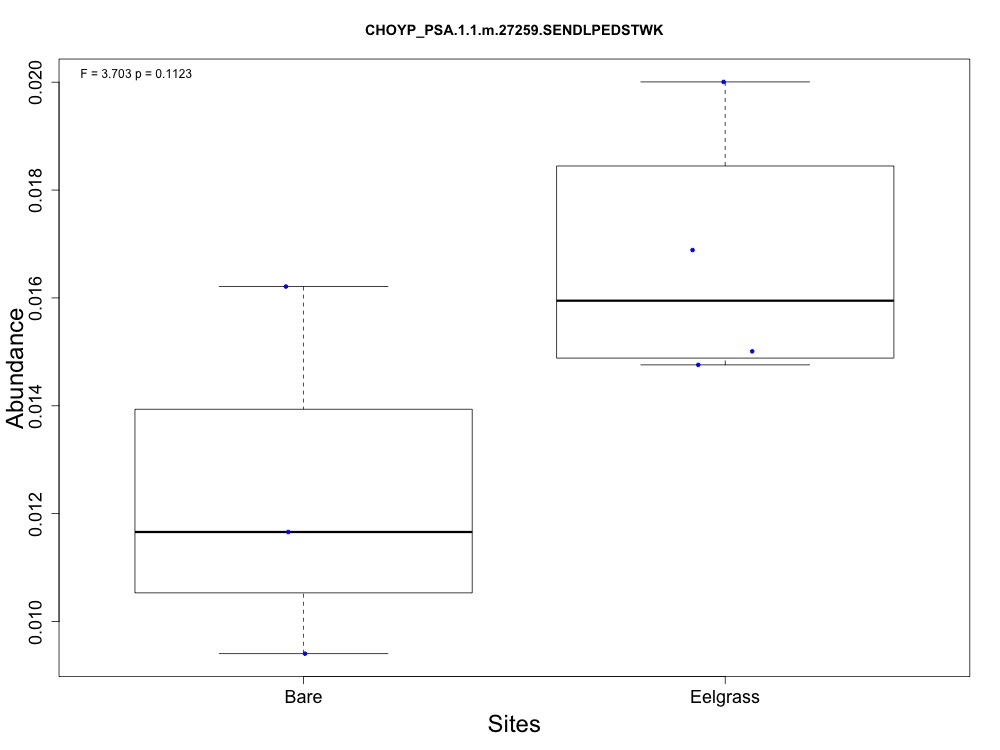 CHOYP_PSA.1.1.m.27259.SENDLPEDSTWK
F = 3.703 p = 0.1123
0.020
0.018
0.016
0.014
0.012
0.010
Abundance
Bare
Eelgrass
Sites